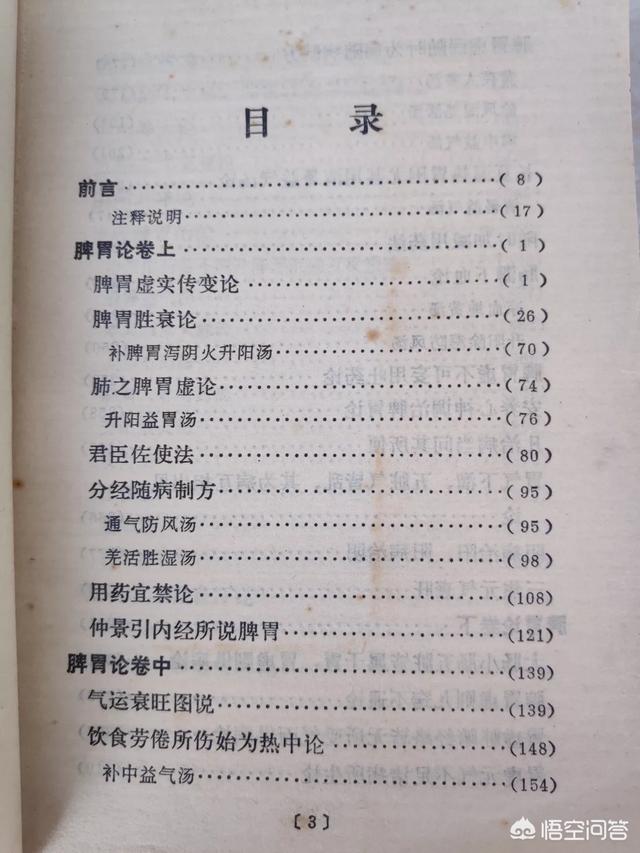 目 录
前言……………………………………( 8 )
注释说明…………………………………( 17 )
脾胃论卷上…………………………………( 1 )
脾胃虚实传变论……………………………( 1 )
脾胃胜衰论…………………………………( 26 )
补脾胃泻阴火升阳汤………………………( 70 )
肺之脾胃虚论………………………………( 74 )
升阳益胃汤…………………………………( 76 )
君臣佐使法…………………………………( 80 )
分经随病制方………………………………( 95 )
通气防风汤…………………………………( 95 )
羌活胜湿汤…………………………………( 98 )
用药宜禁论…………………………………(108)
仲景引内经所说脾胃………………………(121)
脾胃论卷中…………………………………(139)
气运衰旺图说………………………………(139)
饮食劳倦所伤始为热中论…………………(148)
补中益气汤…………………………………(154)
〔3〕
悟空问答